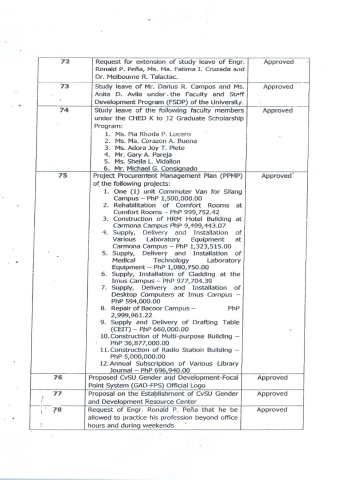 72 Request for extension of study leave of Engr. Approved
Ronald P. Peña, Ms. Ma. Fatima I. Cruzada and
Dr. Melbourne R. Talactac.
73 Study leave of Mr. Darius R. Campos and Ms. Approved
Anita D. Avila under the Faculty and Staff
Development Program (FSDP) of the University.
74 Study leave of the following faculty members Approved
under the CHED K to 12 Graduate Scholarship
Program:
1. Ms. Pia Rhoda P. Lucero
2. Ms. Ma. Corazon A. Buena
3. Ms. Adora Joy T. Plete
4. Mr. Gary A. Pareja
5. Ms. Sheila L. Vidallon
6. Mr. Michael G. Consignado
75 Project Procurement Management Plan (PPMP) Approved
of the following projects:
1. One (1) unit Commuter Van for Silang
Campus – PhP 1,500,000.00
2. Rehabilitation of Comfort Rooms at
Comfort Rooms – PhP 999,752.42
3. Construction of HRM Hotel Building at
Carmona Campus PhP 9,499,443.07
4. Supply, Delivery and Installation of
Various Laboratory Equipment at
Carmona Campus – PhP 1,323,515.00
5. Supply, Delivery and Installation of
Medical Technology Laboratory
Equipment – PhP 1,080,750.00
6. Supply, Installation of Cladding at the
Imus Campus – PhP 977,704.39
7. Supply, Delivery and Installation of
Desktop Computers at Imus Campus –
PhP 594,000.00
8. Repair of Bacoor Campus – PhP
2,999,961.22
9. Supply and Delivery of Drafting Table
(CEIT) – PhP 660,000.00
10. Construction of Multi-purpose Building –
PhP 36,877,000.00
11. Construction of Radio Station Building –
PhP 5,000,000.00
12. Annual Subscription of Various Library
Journal – PhP 696,940.00
76 Proposed CvSU Gender and Development-Focal Approved
Point System (GAD-FPS) Official Logo
77 Proposal on the Establishment of CvSU Gender Approved
and Development Resource Center
78 Request of Engr. Ronald P. Peña that he be Approved
allowed to practice his profession beyond office
hours and during weekends